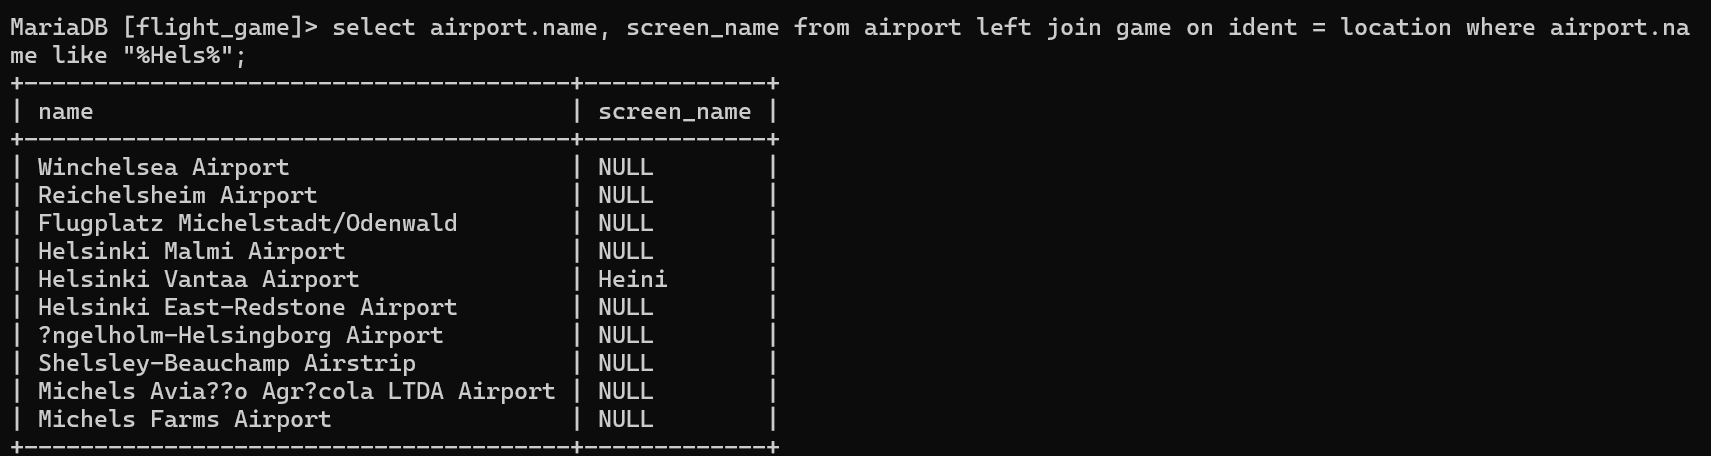 MariaDB [flight_game]> select airport.name, screen_name from airport left join game on ident = location where airport.na
me like "%Hels%";
+---------------------------------------+-------------+
| name                                  | screen_name |
+---------------------------------------+-------------+
| Winchelsea Airport                    | NULL        |
| Reichelsheim Airport                  | NULL        |
| Flugplatz Michelstadt/Odenwald        | NULL        |
| Helsinki Malmi Airport                | NULL        |
| Helsinki Vantaa Airport               | Heini       |
| Helsinki East-Redstone Airport        | NULL        |
| ?ngelholm-Helsingborg Airport         | NULL        |
| Shelsley-Beauchamp Airstrip           | NULL        |
| Michels Avia??o Agr?cola LTDA Airport | NULL        |
| Michels Farms Airport                 | NULL        |
+---------------------------------------+-------------+